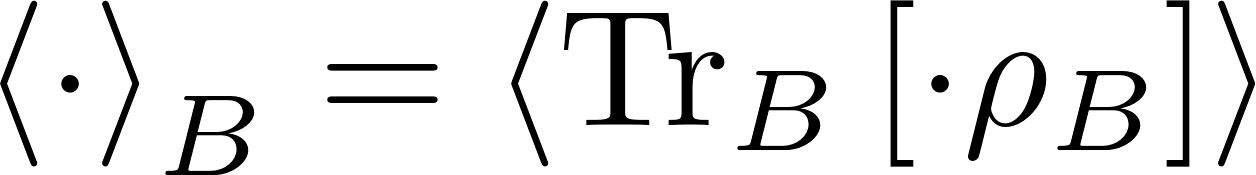 ⟨·⟩_B = ⟨Tr_B [·ρ_B]⟩